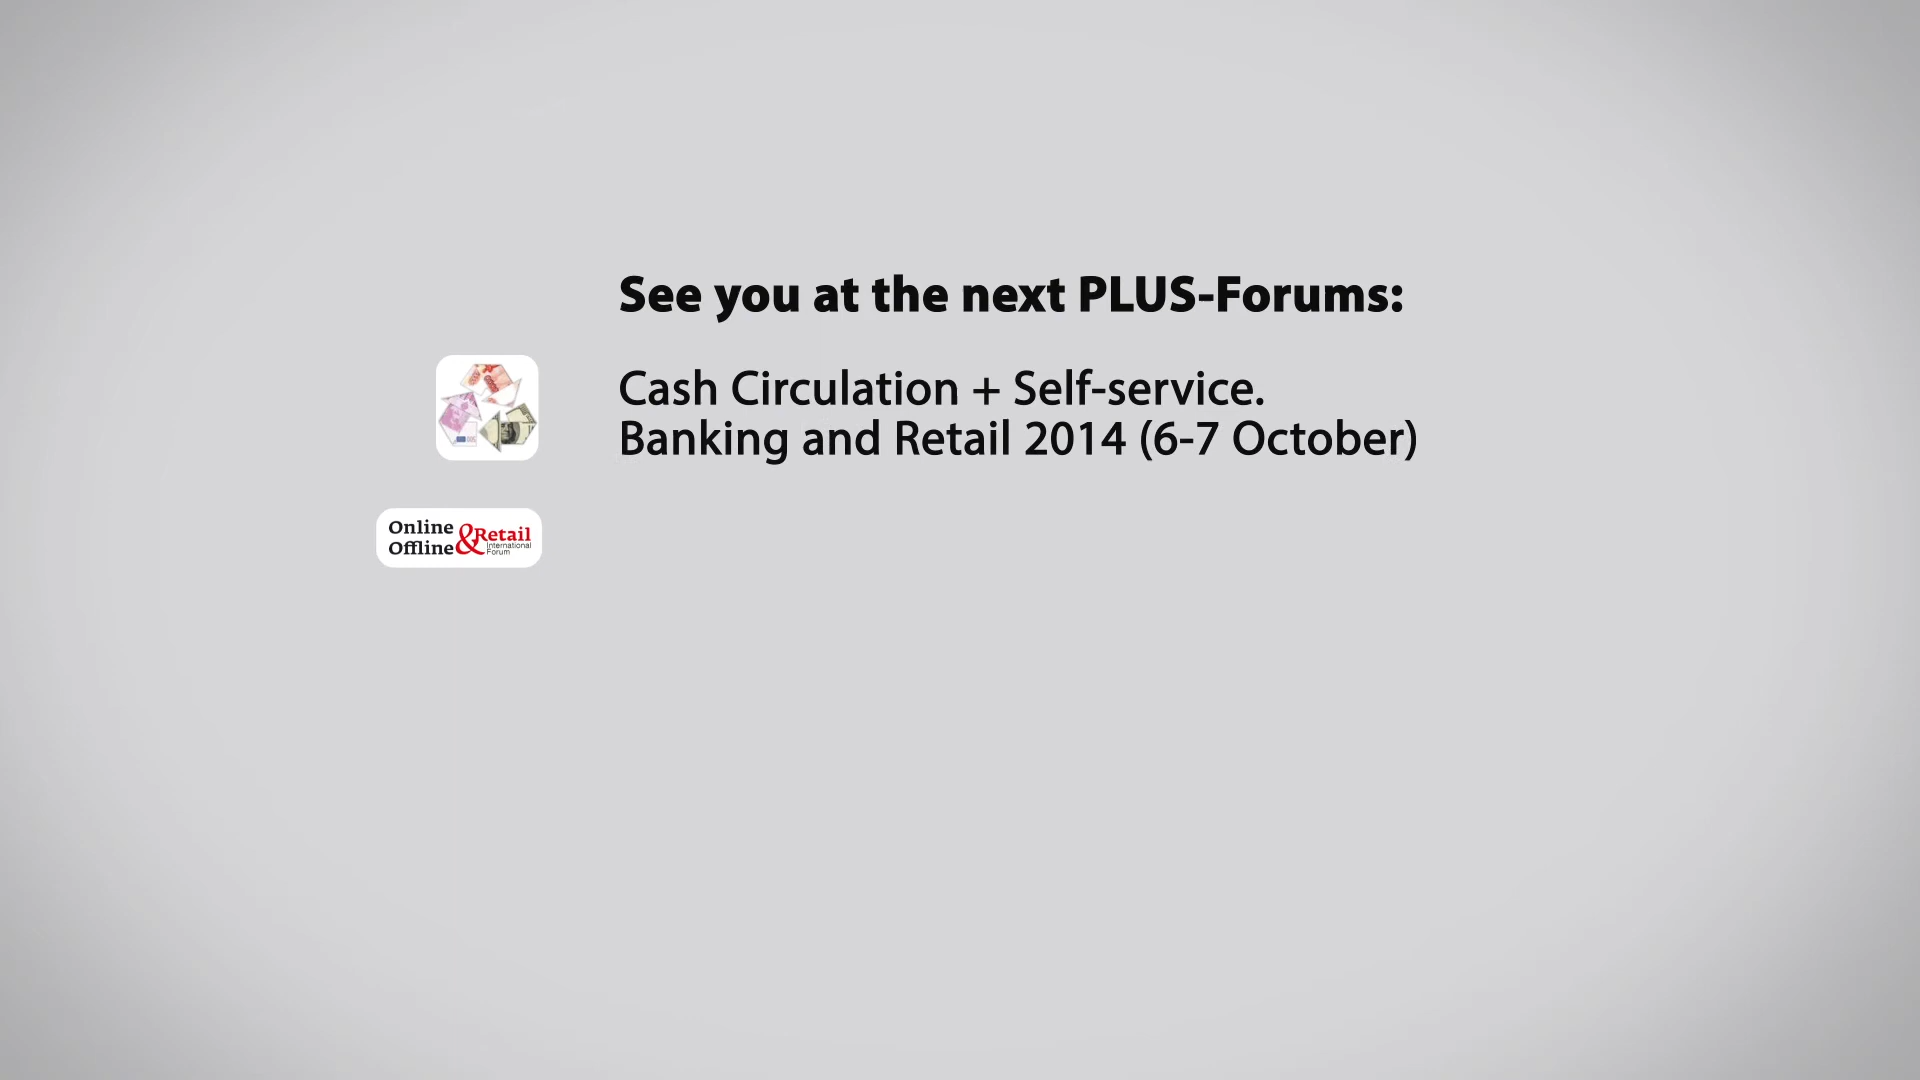 See you at the next PLUS-Forums:
Cash Circulation + Self-service.
Banking and Retail 2014 (6-7 October)
Online
Offline
&Retail
International
Forum